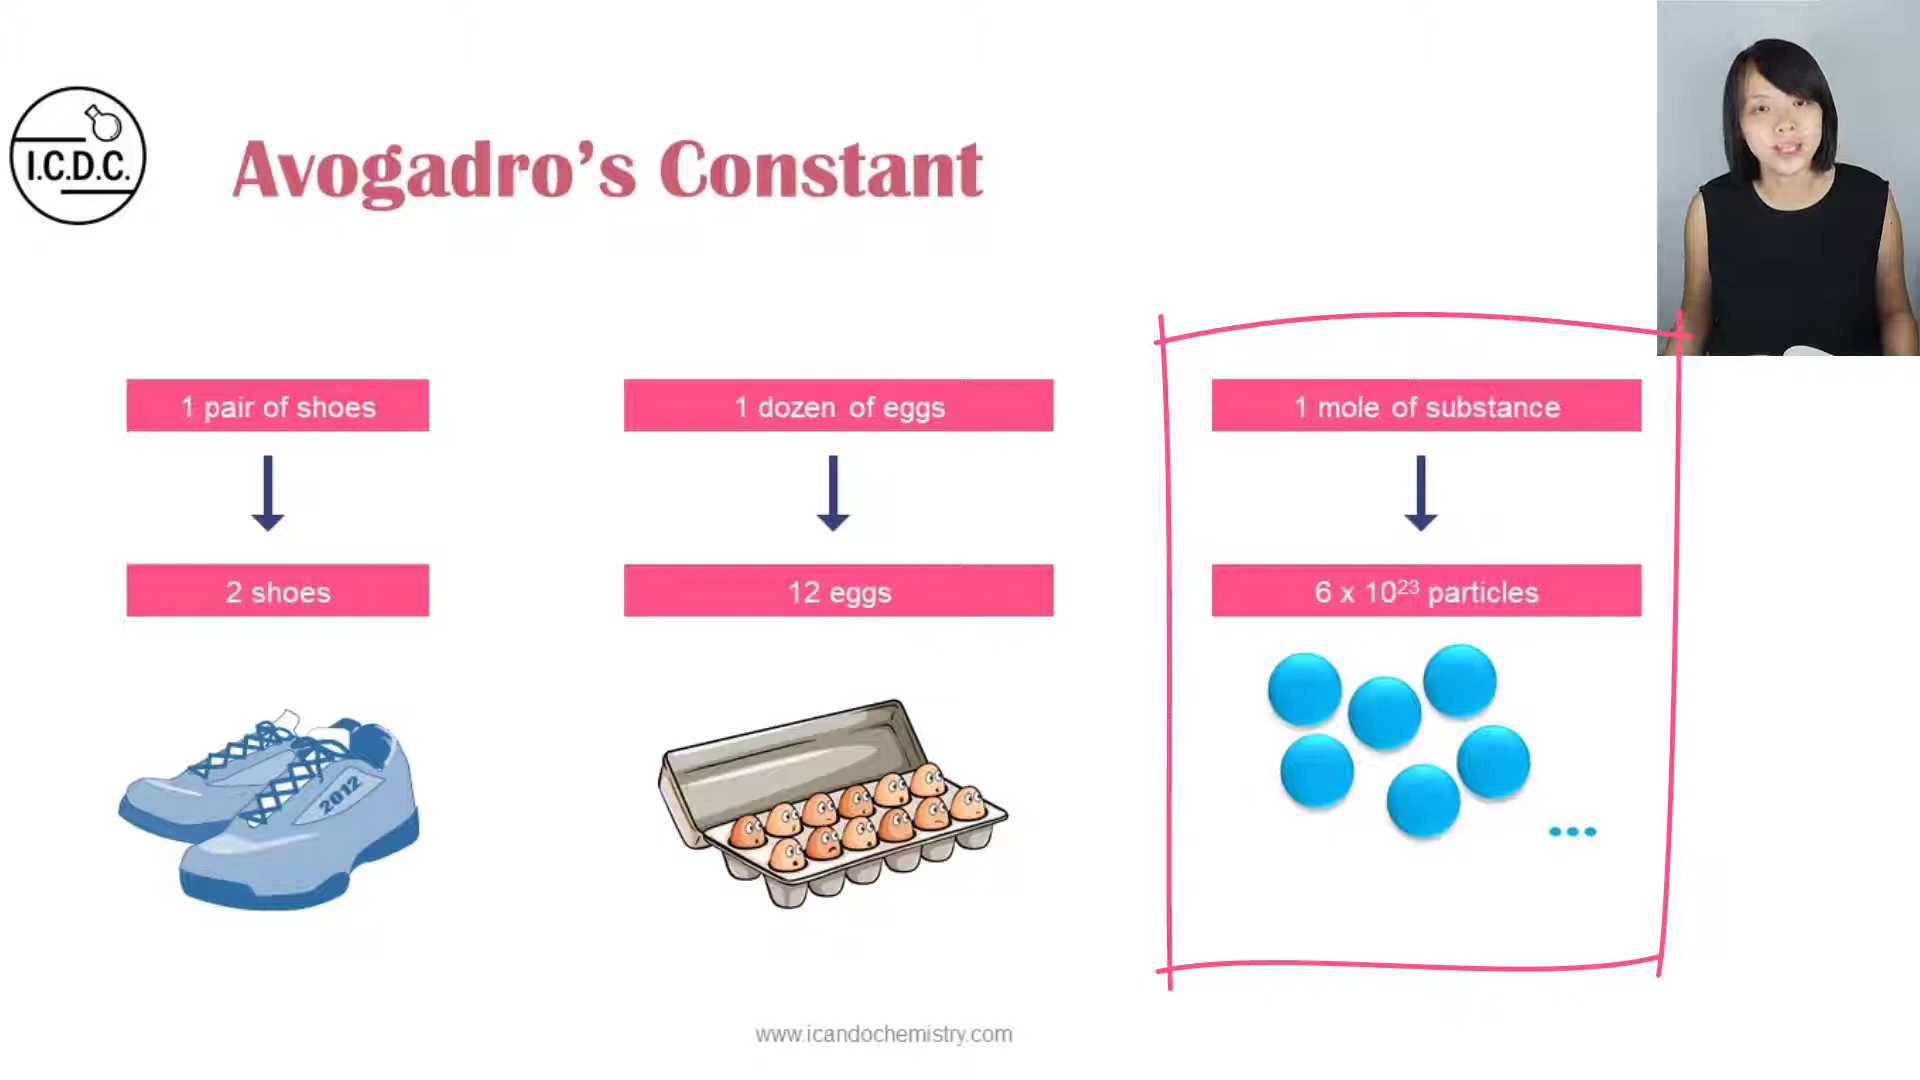 I.C.D.C.
Avogadro’s Constant
1 pair of shoes
1 dozen of eggs
1 mole of substance
2 shoes
12 eggs
6 x 10²³ particles
2012
www.icandochemistry.com